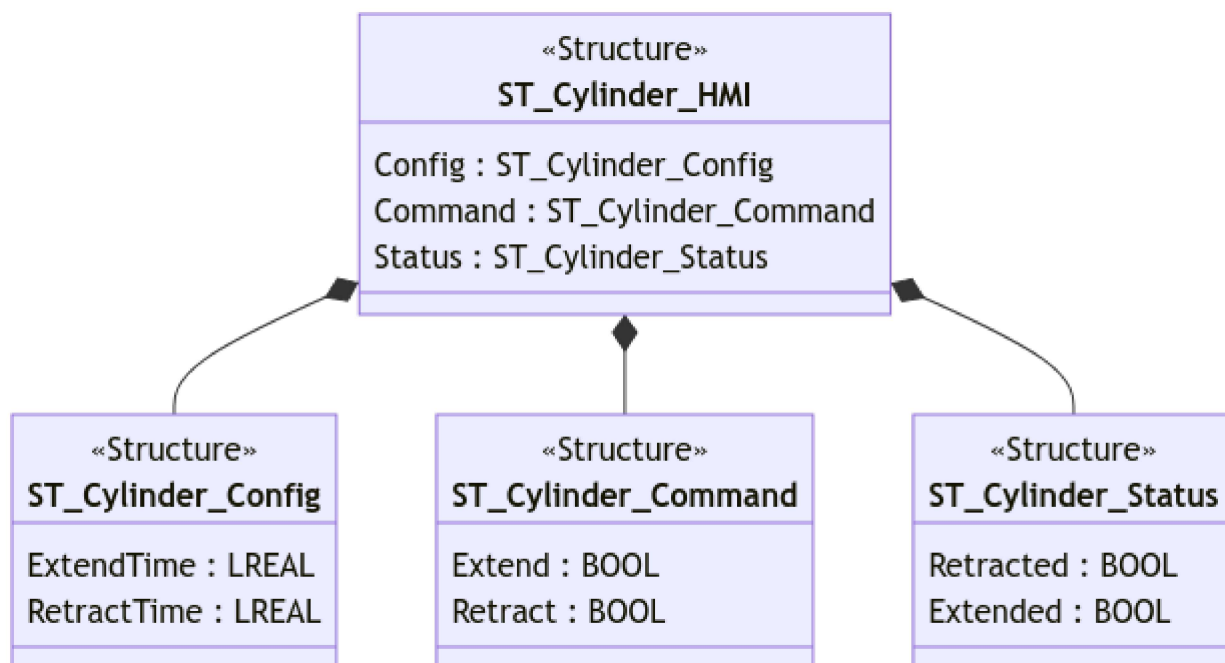 «Structure»
ST_Cylinder_HMI
Config : ST_Cylinder_Config
Command : ST_Cylinder_Command
Status : ST_Cylinder_Status
«Structure»
ST_Cylinder_Config
ExtendTime : LREAL
RetractTime : LREAL
«Structure»
ST_Cylinder_Command
Extend : BOOL
Retract : BOOL
«Structure»
ST_Cylinder_Status
Retracted : BOOL
Extended : BOOL